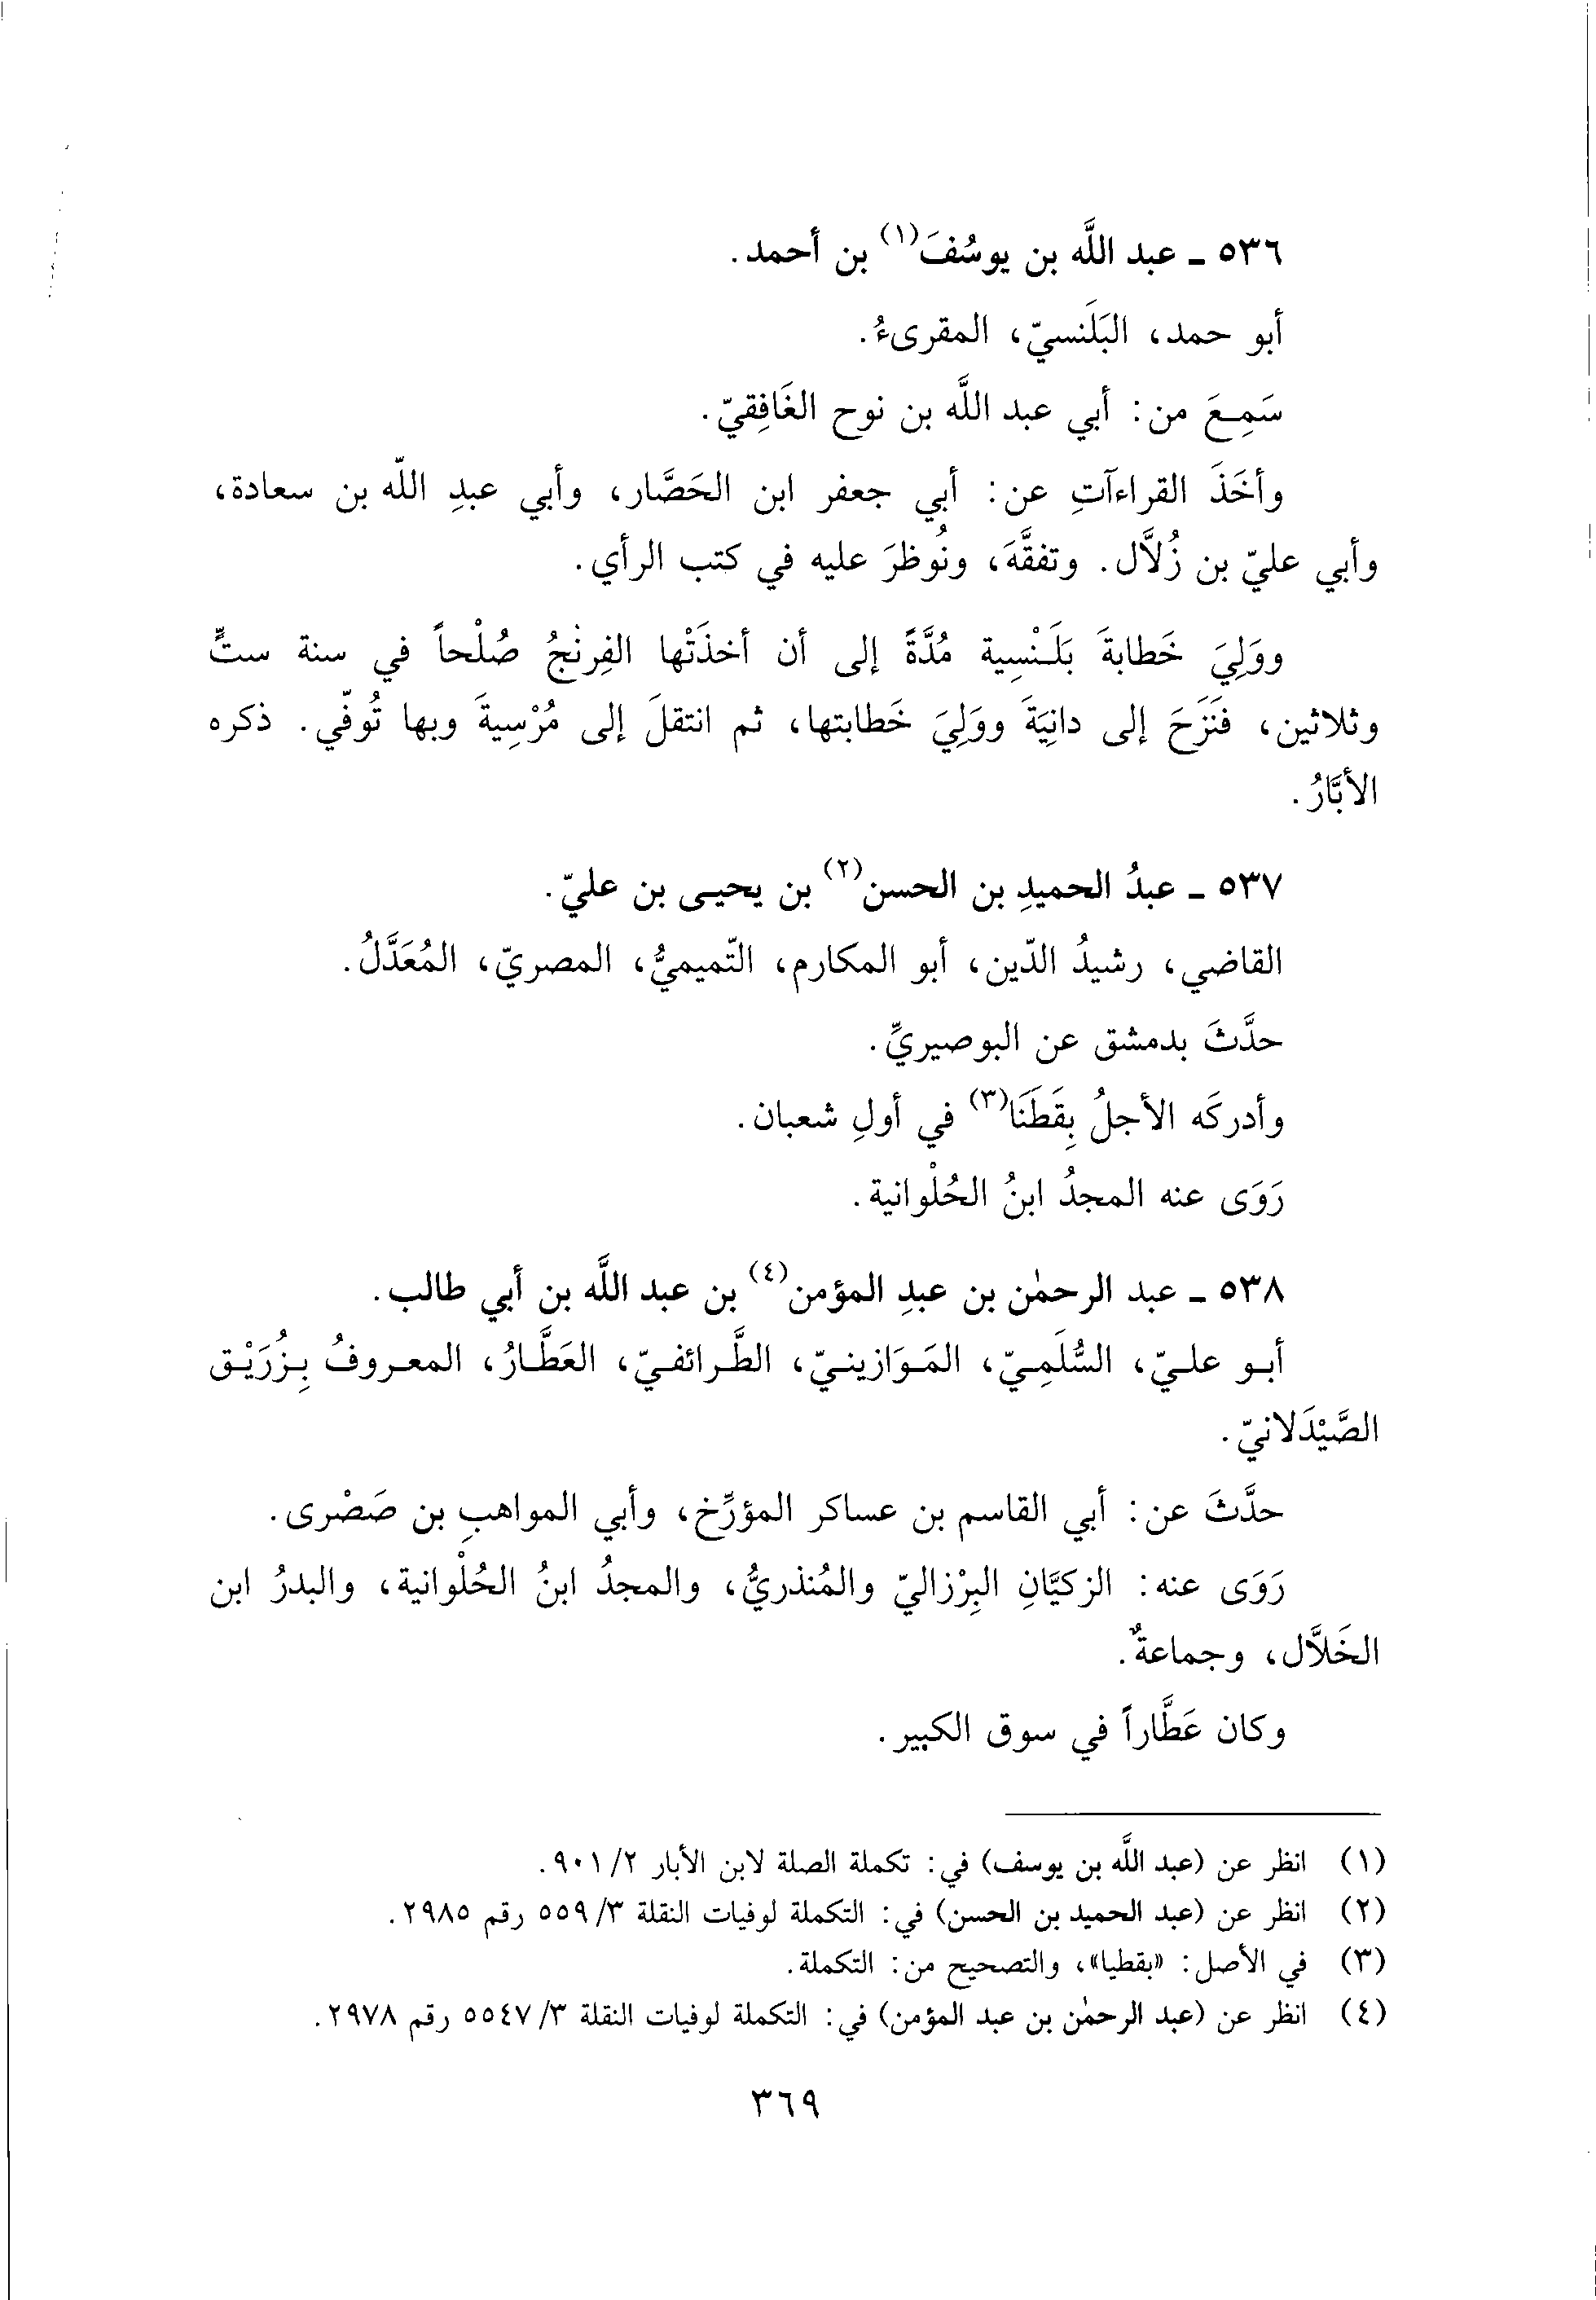 ٥٣٦ ـ عبد اللَّه بن يوسُفَ(١) بن أحمد.
أبو حمد، البَلَنسيّ، المقرىءُ.
سَمِعَ من: أبي عبد اللَّه بن نوح الغَافِقيّ.
وأخَذَ القراءآتِ عن: أبي جعفر ابن الحَصَّار، وأبي عبدِ اللّه بن سعادة،
وأبي عليّ بن زُلاَّل. وتفقَّهَ، ونُوظرَ عليه في كتب الرأي.
ووَلِيَ خَطابةَ بَلَنْسِية مُدَّةً إلى أن أخذَتْها الفِرنْجُ صُلْحاً في سنة ستٍّ
وثلاثين، فنَزَحَ إلى دانِيَةَ ووَلِيَ خَطابتها، ثم انتقلَ إلى مُرْسِيةَ وبها تُوفّي. ذكره
الأبَّارُ.
٥٣٧ ـ عبدُ الحميدِ بن الحسن(٢) بن يحيى بن عليّ.
القاضي، رشيدُ الدّين، أبو المكارم، التّميميُّ، المصريّ، المُعَدَّلُ.
حدَّثَ بدمشق عن البوصيريِّ.
وأدركَه الأجلُ بِقَطَنَا(٣) في أولِ شعبان.
رَوَى عنه المجدُ ابنُ الحُلْوانية.
٥٣٨ ـ عبد الرحمٰن بن عبدِ المؤمن(٤) بن عبد اللَّه بن أبي طالب.
أبو عليّ، السُّلَمِيّ، المَوَازينيّ، الطَّرائفيّ، العَطَّارُ، المعروفُ بِزُرَيْق
الصَّيْدَلانيّ.
حدَّثَ عن: أبي القاسم بن عساكر المؤرِّخ، وأبي المواهبِ بن صَصْرى.
رَوَى عنه: الزكيَّانِ البِرْزاليّ والمُنذريُّ، والمجدُ ابنُ الحُلْوانية، والبدرُ ابن
الخَلاَّل، وجماعةٌ.
وكان عَطَّاراً في سوق الكبير.
(١) انظر عن (عبد اللَّه بن يوسف) في: تكملة الصلة لابن الأبار ٢/ ٩٠١.
(٢) انظر عن (عبد الحميد بن الحسن) في: التكملة لوفيات النقلة ٣/ ٥٥٩ رقم ٢٩٨٥.
(٣) في الأصل: «بقطيا»، والتصحيح من: التكملة.
(٤) انظر عن (عبد الرحمٰن بن عبد المؤمن) في: التكملة لوفيات النقلة ٣/ ٥٥٤٧ رقم ٢٩٧٨.
٣٦٩